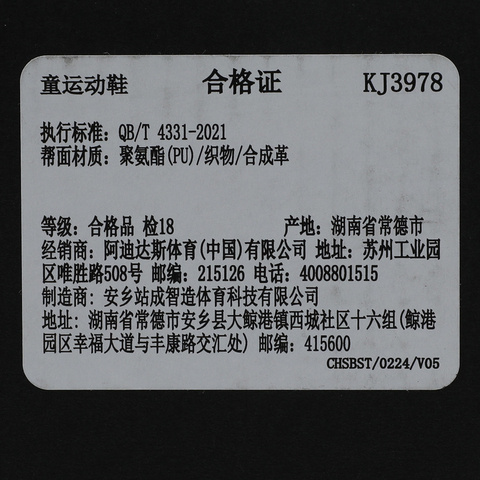 童运动鞋 合格证 KJ3978
执行标准: QB/T 4331-2021
帮面材质: 聚氨酯(PU)/织物/合成革
等级: 合格品 检18 产地: 湖南省常德市
经销商: 阿迪达斯体育(中国)有限公司 地址: 苏州工业园
区唯胜路508号 邮编: 215126 电话: 4008801515
制造商: 安乡站成智造体育科技有限公司
地址: 湖南省常德市安乡县大鲸港镇西城社区十六组(鲸港
园区幸福大道与丰康路交汇处) 邮编: 415600
CHSBST/0224/V05